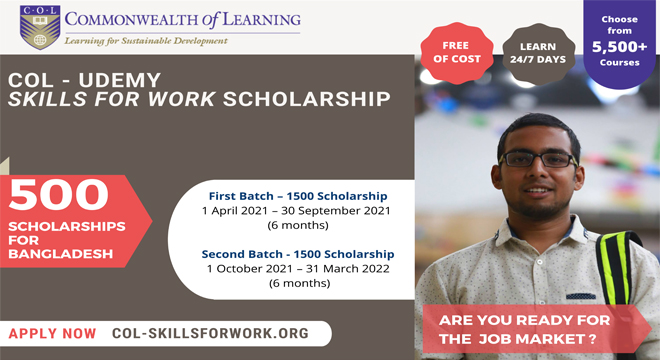 C·O·L
COMMONWEALTH of LEARNING
Learning for Sustainable Development
FREE
OF COST
LEARN
24/7 DAYS
Choose
from
5,500+
Courses
COL - UDEMY
SKILLS FOR WORK SCHOLARSHIP
500
SCHOLARSHIPS
FOR
BANGLADESH
First Batch – 1500 Scholarship
1 April 2021 – 30 September 2021
(6 months)
Second Batch - 1500 Scholarship
1 October 2021 – 31 March 2022
(6 months)
APPLY NOW COL-SKILLSFORWORK.ORG
ARE YOU READY FOR
THE JOB MARKET ?